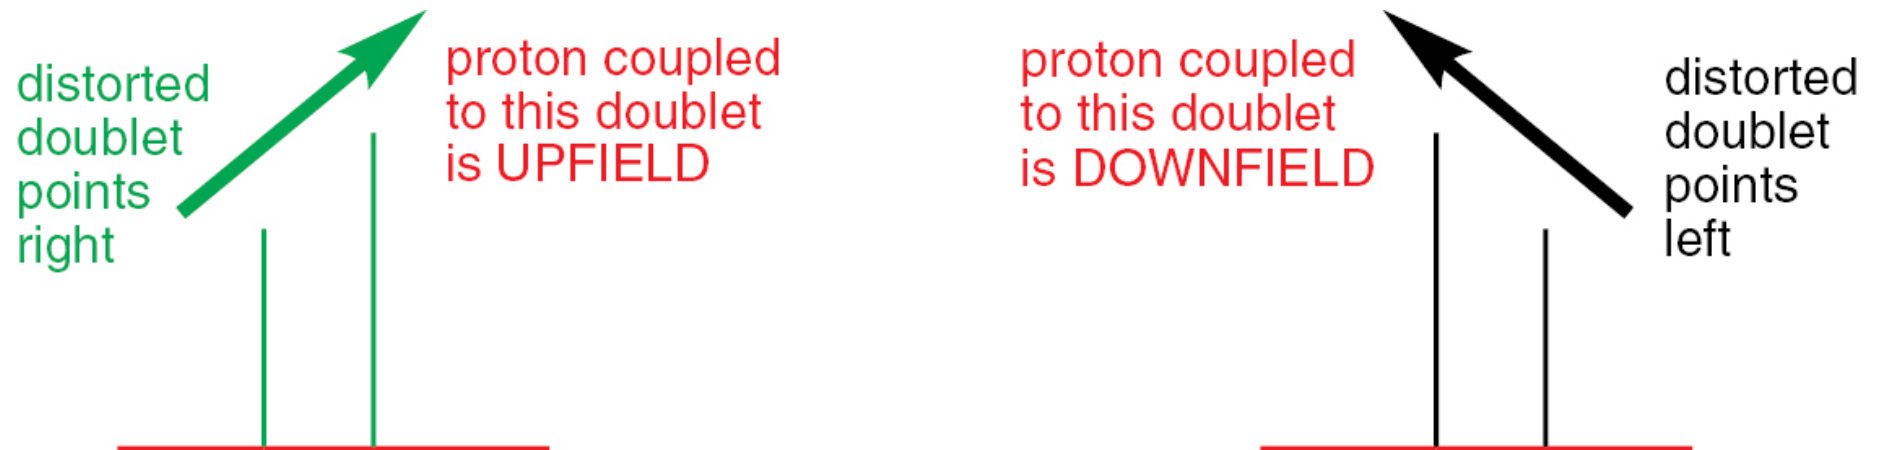 distorted
doublet
points
right
proton coupled
to this doublet
is UPFIELD
proton coupled
to this doublet
is DOWNFIELD
distorted
doublet
points
left